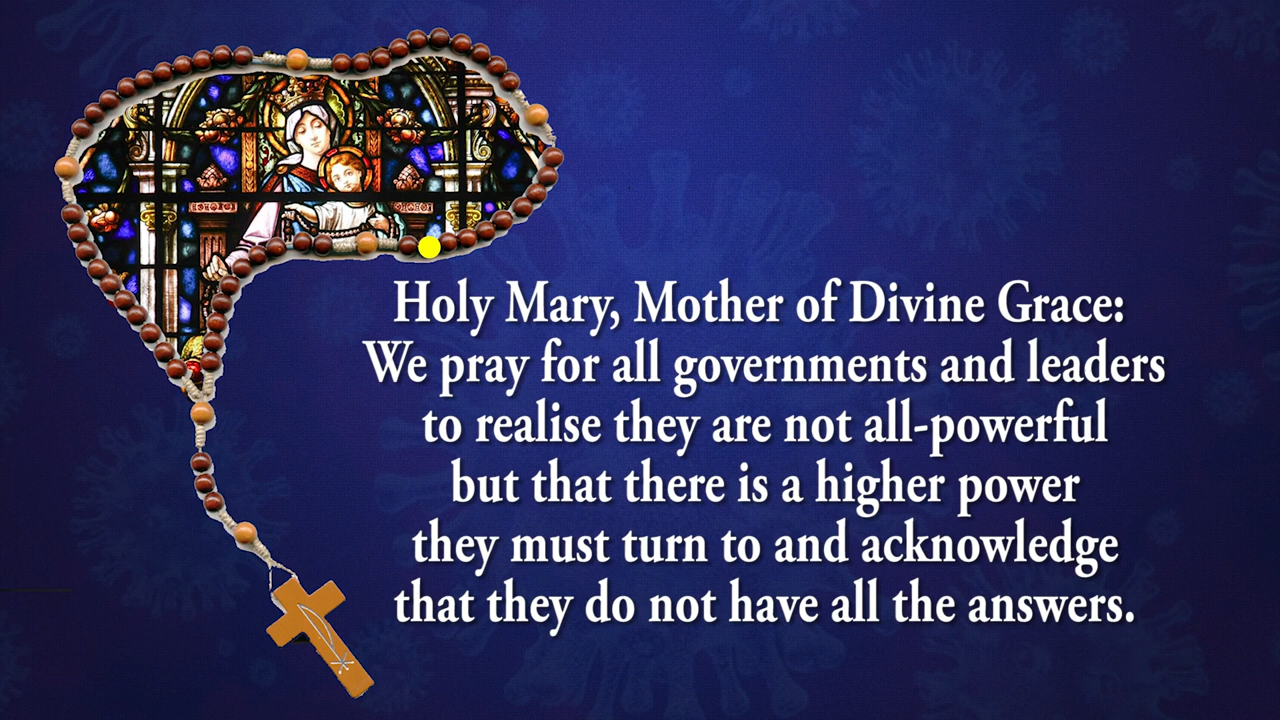 Holy Mary, Mother of Divine Grace:
We pray for all governments and leaders
to realise they are not all-powerful
but that there is a higher power
they must turn to and acknowledge
that they do not have all the answers.